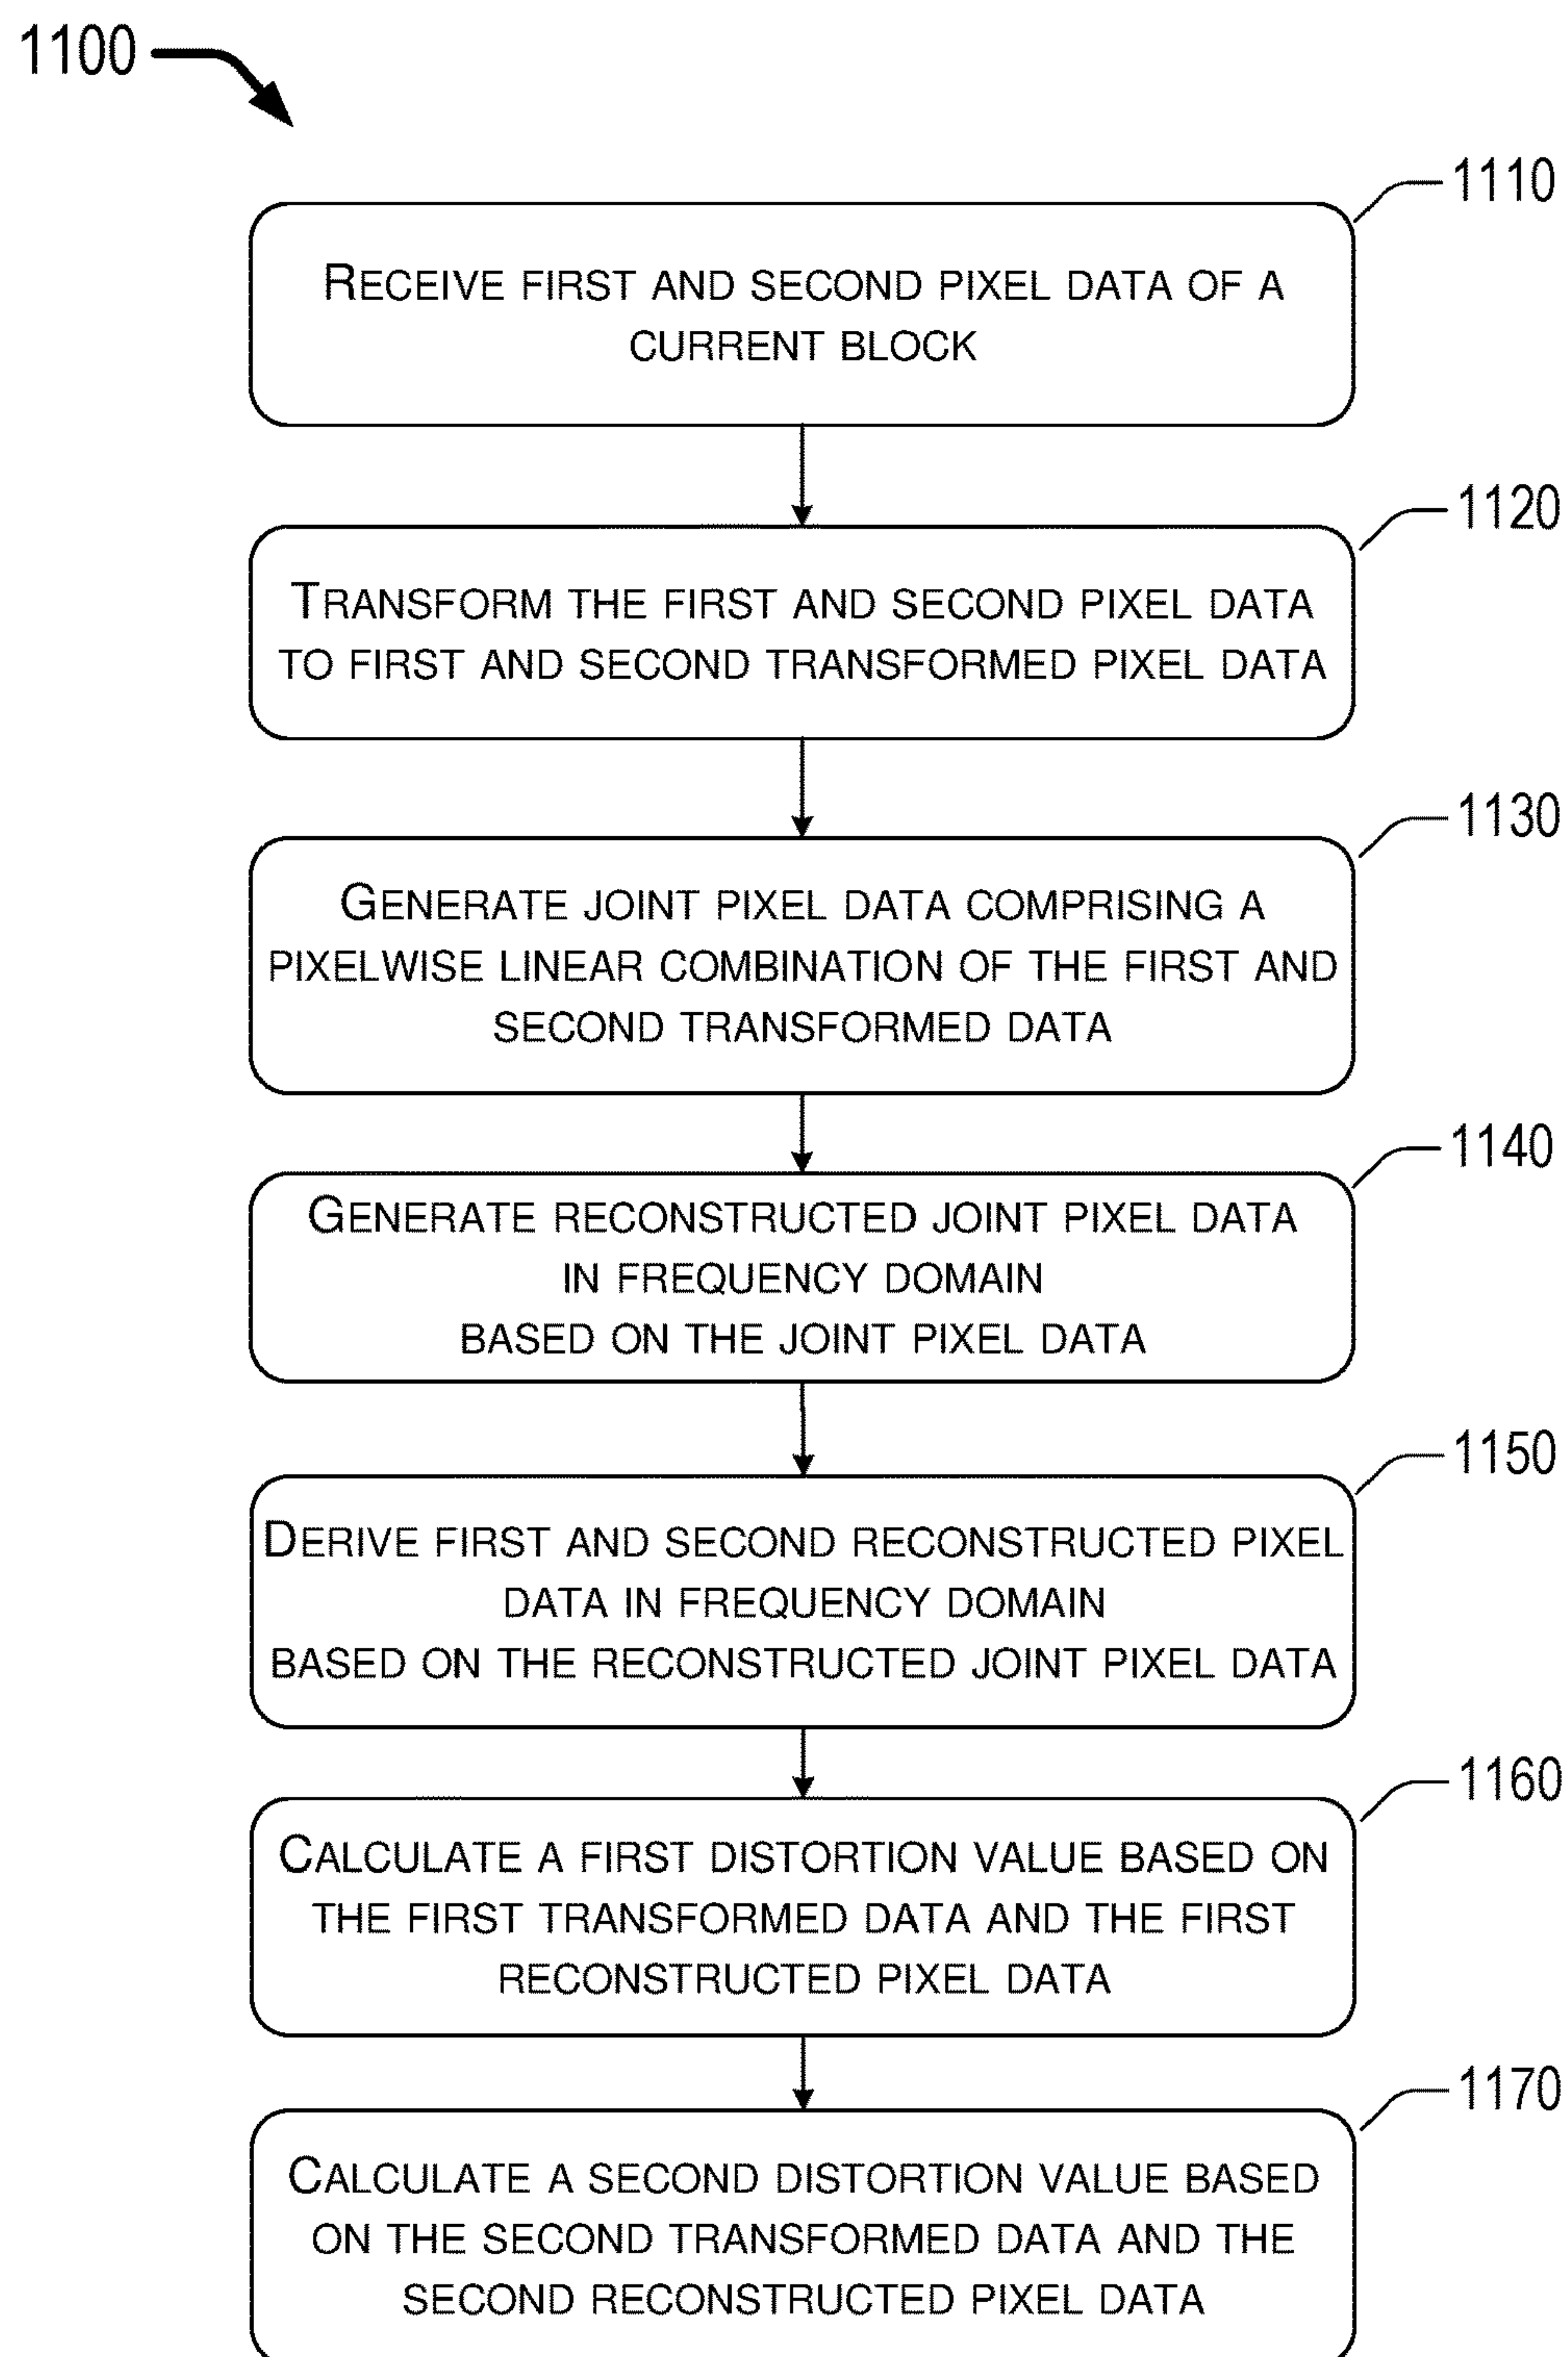 1100
1110
RECEIVE FIRST AND SECOND PIXEL DATA OF A
CURRENT BLOCK
1120
TRANSFORM THE FIRST AND SECOND PIXEL DATA
TO FIRST AND SECOND TRANSFORMED PIXEL DATA
1130
GENERATE JOINT PIXEL DATA COMPRISING A
PIXELWISE LINEAR COMBINATION OF THE FIRST AND
SECOND TRANSFORMED DATA
1140
GENERATE RECONSTRUCTED JOINT PIXEL DATA
IN FREQUENCY DOMAIN
BASED ON THE JOINT PIXEL DATA
1150
DERIVE FIRST AND SECOND RECONSTRUCTED PIXEL
DATA IN FREQUENCY DOMAIN
BASED ON THE RECONSTRUCTED JOINT PIXEL DATA
1160
CALCULATE A FIRST DISTORTION VALUE BASED ON
THE FIRST TRANSFORMED DATA AND THE FIRST
RECONSTRUCTED PIXEL DATA
1170
CALCULATE A SECOND DISTORTION VALUE BASED
ON THE SECOND TRANSFORMED DATA AND THE
SECOND RECONSTRUCTED PIXEL DATA